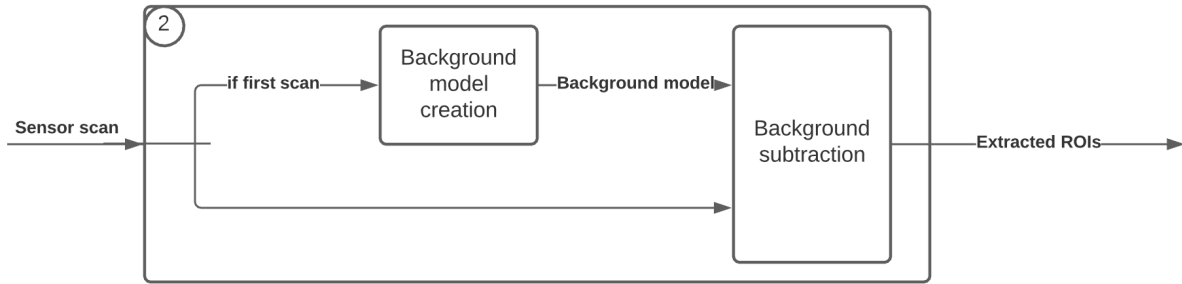 2
Sensor scan
if first scan
Background
model
creation
Background model
Background
subtraction
Extracted ROIs